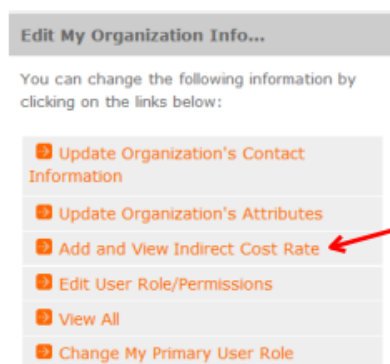 Edit My Organization Info...
You can change the following information by
clicking on the links below:
Update Organization's Contact
Information
Update Organization's Attributes
Add and View Indirect Cost Rate
Edit User Role/Permissions
View All
Change My Primary User Role